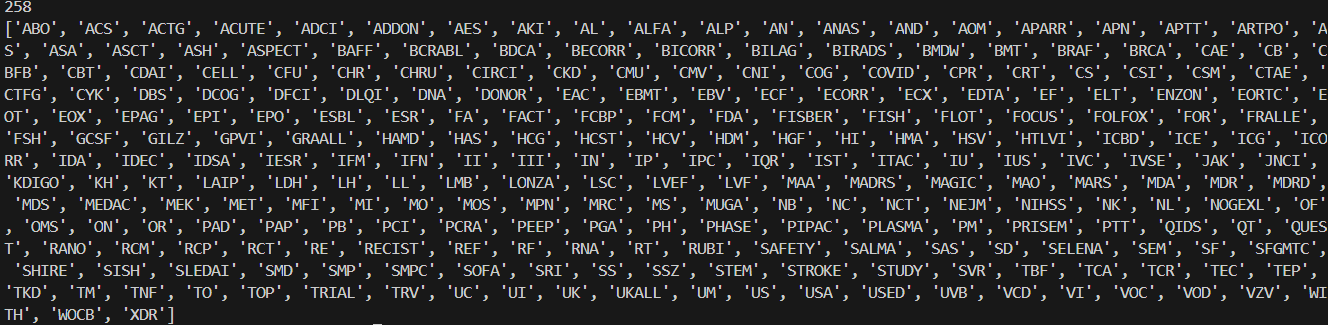 258
['ABO', 'ACS', 'ACTG', 'ACUTE', 'ADCI', 'ADDON', 'AES', 'AKI', 'AL', 'ALFA', 'ALP', 'AN', 'ANAS', 'AND', 'AOM', 'APARR', 'APN', 'APTT', 'ARTPO', 'A
S', 'ASA', 'ASCT', 'ASH', 'ASPECT', 'BAFF', 'BCRABL', 'BDCA', 'BECORR', 'BICORR', 'BILAG', 'BIRADS', 'BMDW', 'BMT', 'BRAF', 'BRCA', 'CAE', 'CB', 'C
BFB', 'CBT', 'CDAI', 'CELL', 'CFU', 'CHR', 'CHRU', 'CIRCI', 'CKD', 'CMU', 'CMV', 'CNI', 'COG', 'COVID', 'CPR', 'CRT', 'CS', 'CSI', 'CSM', 'CTAE', '
CTFG', 'CYK', 'DBS', 'DCOG', 'DFCI', 'DLQI', 'DNA', 'DONOR', 'EAC', 'EBMT', 'EBV', 'ECF', 'ECORR', 'ECX', 'EDTA', 'EF', 'ELT', 'ENZON', 'EORTC', 'E
OT', 'EOX', 'EPAG', 'EPI', 'EPO', 'ESBL', 'ESR', 'FA', 'FACT', 'FCBP', 'FCM', 'FDA', 'FISBER', 'FISH', 'FLOT', 'FOCUS', 'FOLFOX', 'FOR', 'FRALLE',
'FSH', 'GCSF', 'GILZ', 'GPVI', 'GRAALL', 'HAMD', 'HAS', 'HCG', 'HCST', 'HCV', 'HDM', 'HGF', 'HI', 'HMA', 'HSV', 'HTLVI', 'ICBD', 'ICE', 'ICG', 'ICO
RR', 'IDA', 'IDEC', 'IDSA', 'IESR', 'IFM', 'IFN', 'II', 'III', 'IN', 'IP', 'IPC', 'IQR', 'IST', 'ITAC', 'IU', 'IUS', 'IVC', 'IVSE', 'JAK', 'JNCI',
'KDIGO', 'KH', 'KT', 'LAIP', 'LDH', 'LH', 'LL', 'LMB', 'LONZA', 'LSC', 'LVEF', 'LVF', 'MAA', 'MADRS', 'MAGIC', 'MAO', 'MARS', 'MDA', 'MDR', 'MDRD',
'MDS', 'MEDAC', 'MEK', 'MET', 'MFI', 'MI', 'MO', 'MOS', 'MPN', 'MRC', 'MS', 'MUGA', 'NB', 'NC', 'NCT', 'NEJM', 'NIHSS', 'NK', 'NL', 'NOGEXL', 'OF'
, 'OMS', 'ON', 'OR', 'PAD', 'PAP', 'PB', 'PCI', 'PCRA', 'PEEP', 'PGA', 'PH', 'PHASE', 'PIPAC', 'PLASMA', 'PM', 'PRISEM', 'PTT', 'QIDS', 'QT', 'QUES
T', 'RANO', 'RCM', 'RCP', 'RCT', 'RE', 'RECIST', 'REF', 'RF', 'RNA', 'RT', 'RUBI', 'SAFETY', 'SALMA', 'SAS', 'SD', 'SELENA', 'SEM', 'SF', 'SFGMTC',
'SHIRE', 'SISH', 'SLEDAI', 'SMD', 'SMP', 'SMPC', 'SOFA', 'SRI', 'SS', 'SSZ', 'STEM', 'STROKE', 'STUDY', 'SVR', 'TBF', 'TCA', 'TCR', 'TEC', 'TEP',
'TKD', 'TM', 'TNF', 'TO', 'TOP', 'TRIAL', 'TRV', 'UC', 'UI', 'UK', 'UKALL', 'UM', 'US', 'USA', 'USED', 'UVB', 'VCD', 'VI', 'VOC', 'VOD', 'VZV', 'WI
TH', 'WOCB', 'XDR']